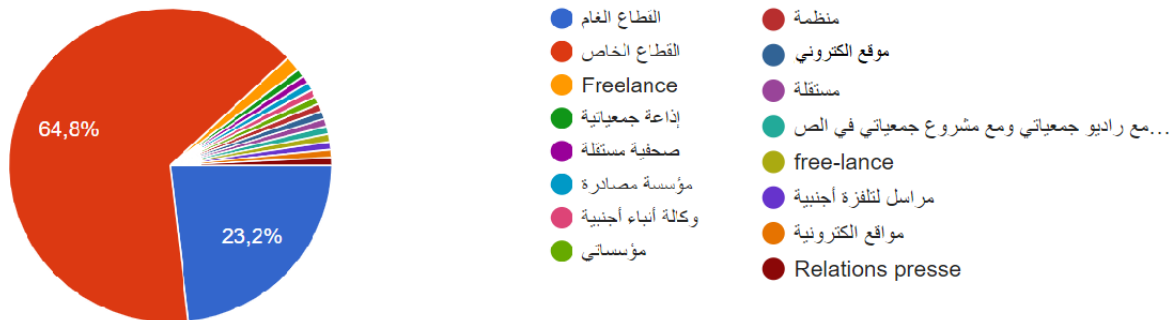 64,8%
23,2%
القطاع العام
القطاع الخاص
Freelance
إذاعة جمعياتية
صحفية مستقلة
مؤسسة مصادرة
وكالة أنباء أجنبية
مؤسساتي
منظمة
موقع الكتروني
مستقلة
مع راديو جمعياتي ومع مشروع جمعياتي في الص...
free-lance
مراسل لتلفزة أجنبية
مواقع الكترونية
Relations presse